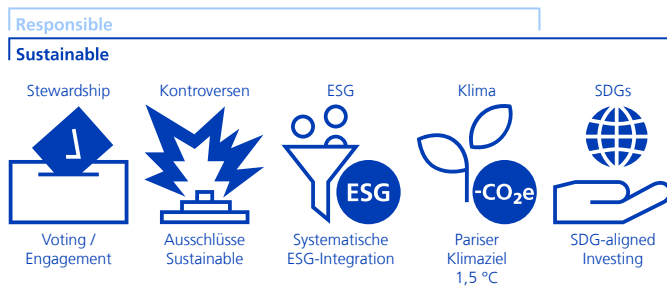 Responsible
Sustainable
Stewardship
Kontroversen
ESG
Klima
SDGs
ESG
-CO₂e
Voting /
Engagement
Ausschlüsse
Sustainable
Systematische
ESG-Integration
Pariser
Klimaziel
1,5 °C
SDG-aligned
Investing